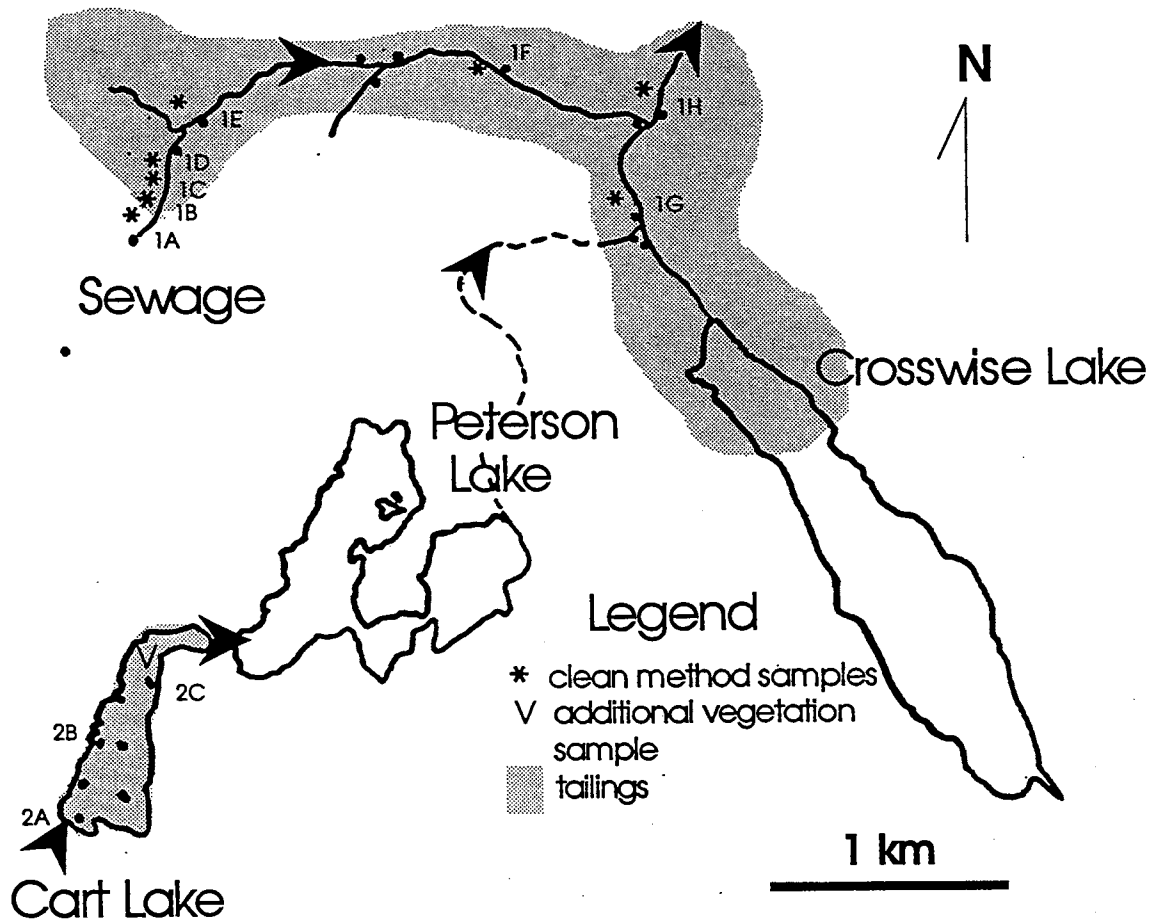 1F
N
1H
1E
1D
1C
1B
1G
1A
Sewage
Crosswise Lake
Peterson
Lake
Legend
* clean method samples
V additional vegetation
sample
tailings
V
2C
2B
2A
1 km
Cart Lake